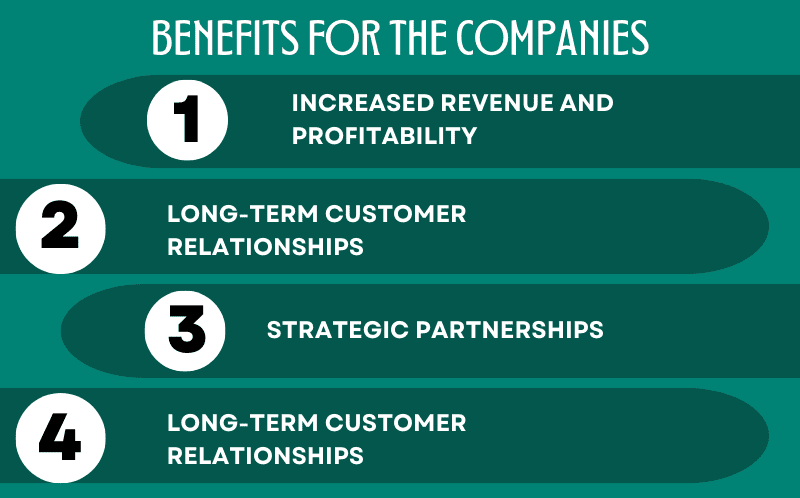 BENEFITS FOR THE COMPANIES
1
INCREASED REVENUE AND
PROFITABILITY
2
LONG-TERM CUSTOMER
RELATIONSHIPS
3
STRATEGIC PARTNERSHIPS
4
LONG-TERM CUSTOMER
RELATIONSHIPS